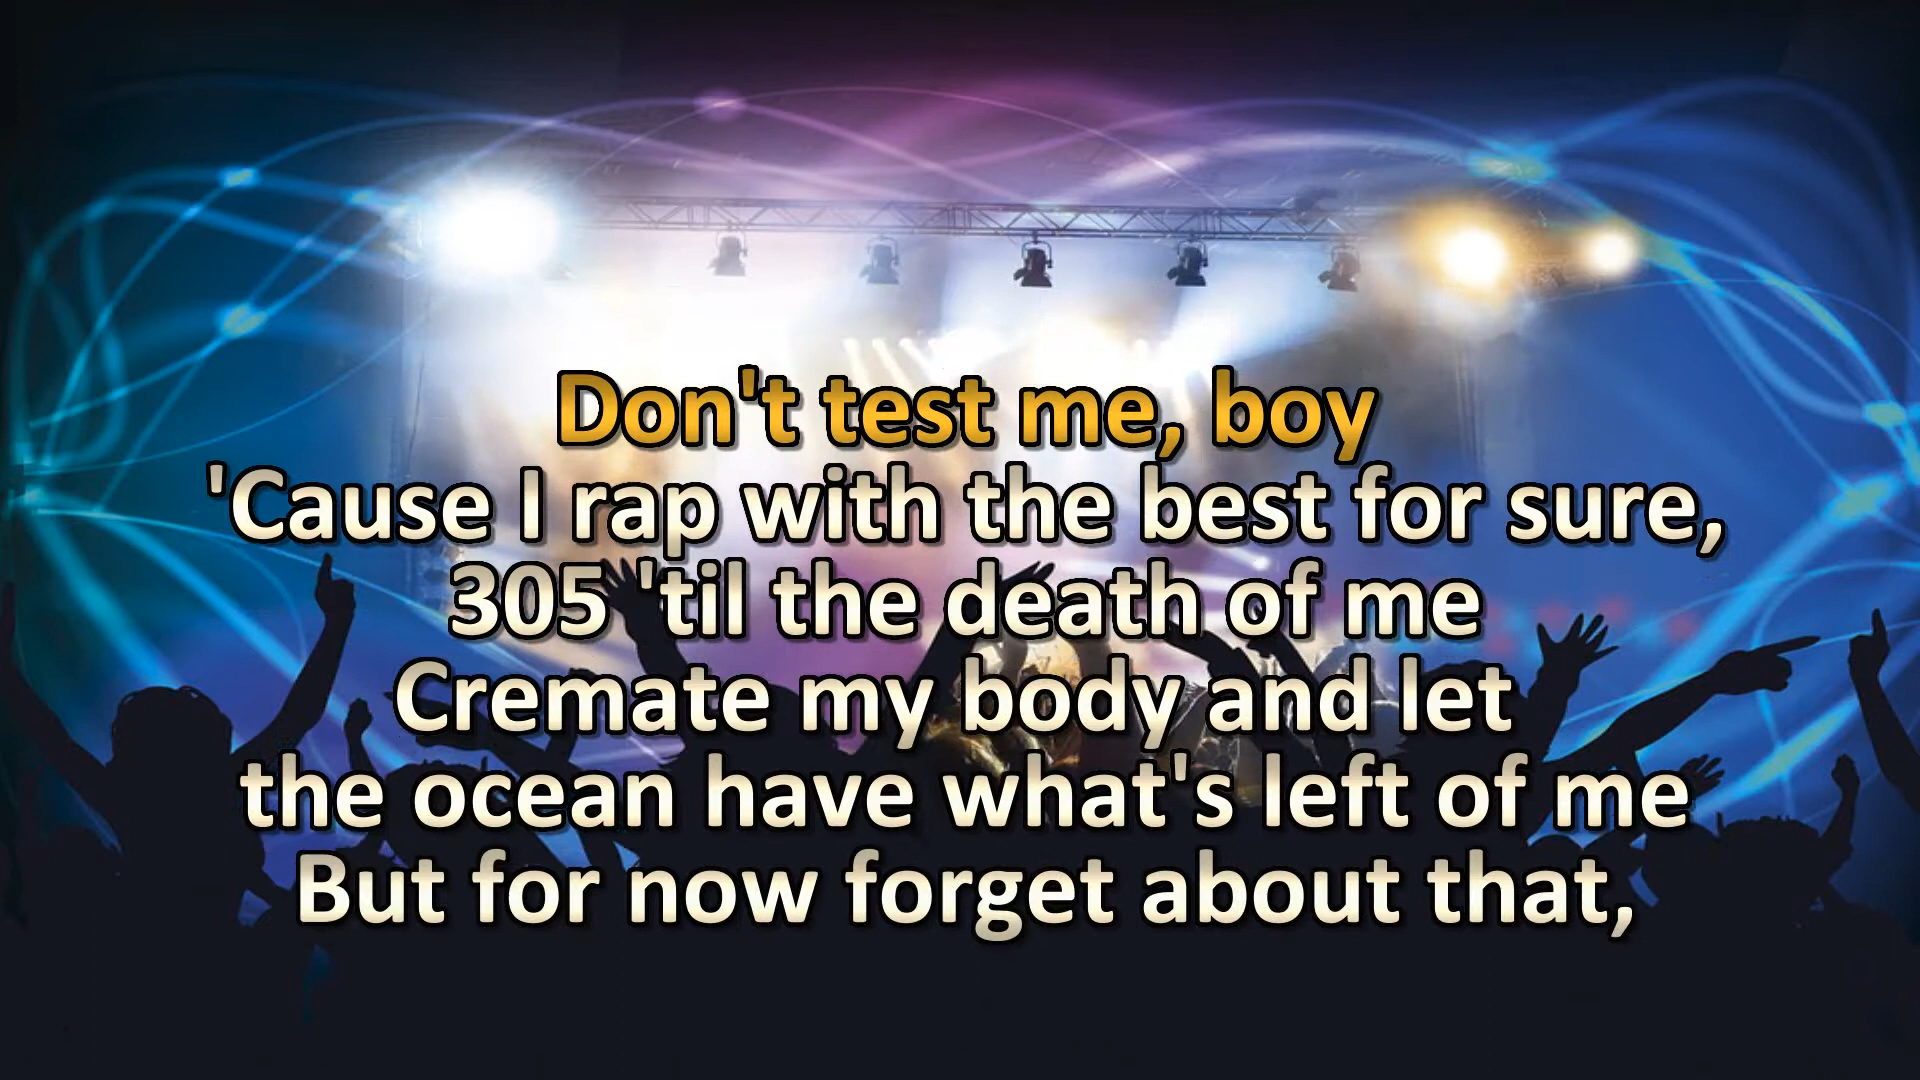 Don't test me, boy
'Cause I rap with the best for sure,
305 'til the death of me
Cremate my body and let
the ocean have what's left of me
But for now forget about that,